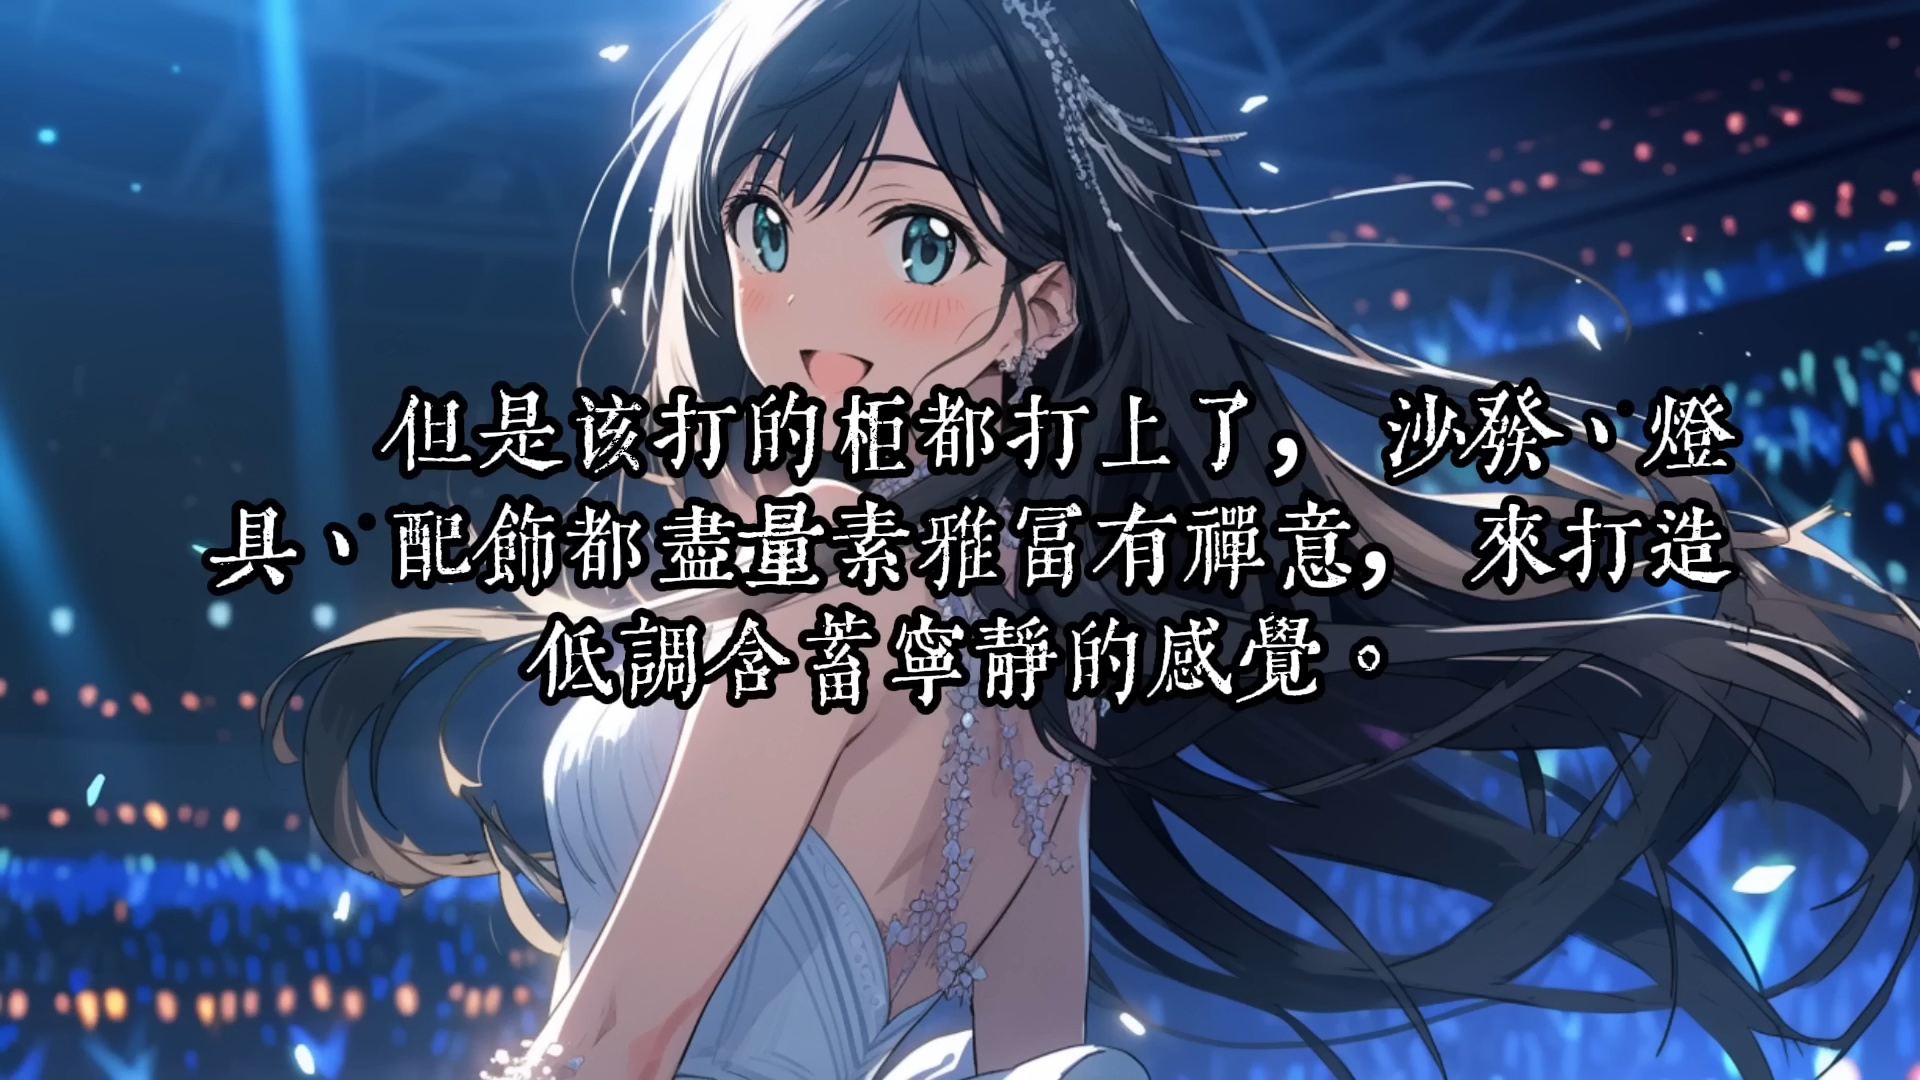 但是该打的柜都打上了，沙發、燈
具、配飾都盡量素雅冨有禪意，來打造
低調含蓄寧靜的感覺。